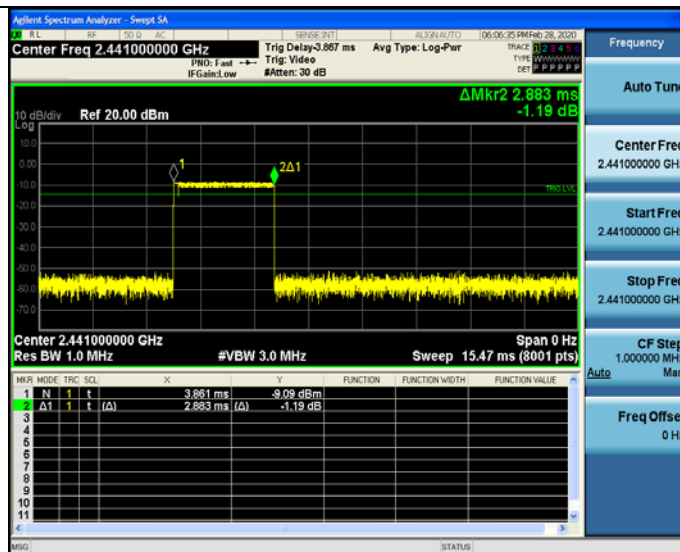 Agilent Spectrum Analyzer - Swept SA
RL RF 50 Ω AC SENSE:INT ALIGNAUTO 06:06:35 PM Feb 28, 2020
Center Freq 2.441000000 GHz
Trig Delay-3.867 ms Avg Type: Log-Pwr
TRACE 1 2 3 4 5 6
PNO: Fast Trig: Video
TYPE WWWWWW
IFGain:Low #Atten: 30 dB
DET P P P P P P
ΔMkr2 2.883 ms
-1.19 dB
10 dB/div Ref 20.00 dBm
Log
10.0
0.00
-10.0
-20.0
-30.0
-40.0
-50.0
-60.0
-70.0
1
2Δ1
TRIG LVL
Center 2.441000000 GHz Span 0 Hz
Res BW 1.0 MHz #VBW 3.0 MHz Sweep 15.47 ms (8001 pts)
MKR MODE TRC SCL X Y FUNCTION FUNCTION WIDTH FUNCTION VALUE
1 N 1 t 3.861 ms -9.09 dBm
2 Δ1 1 t (Δ) 2.883 ms (Δ) -1.19 dB
3
4
5
6
7
8
9
10
11
MSG STATUS
Frequency
Auto Tune
Center Freq
2.441000000 GHz
Start Freq
2.441000000 GHz
Stop Freq
2.441000000 GHz
CF Step
1.000000 MHz
Auto Man
Freq Offset
0 Hz